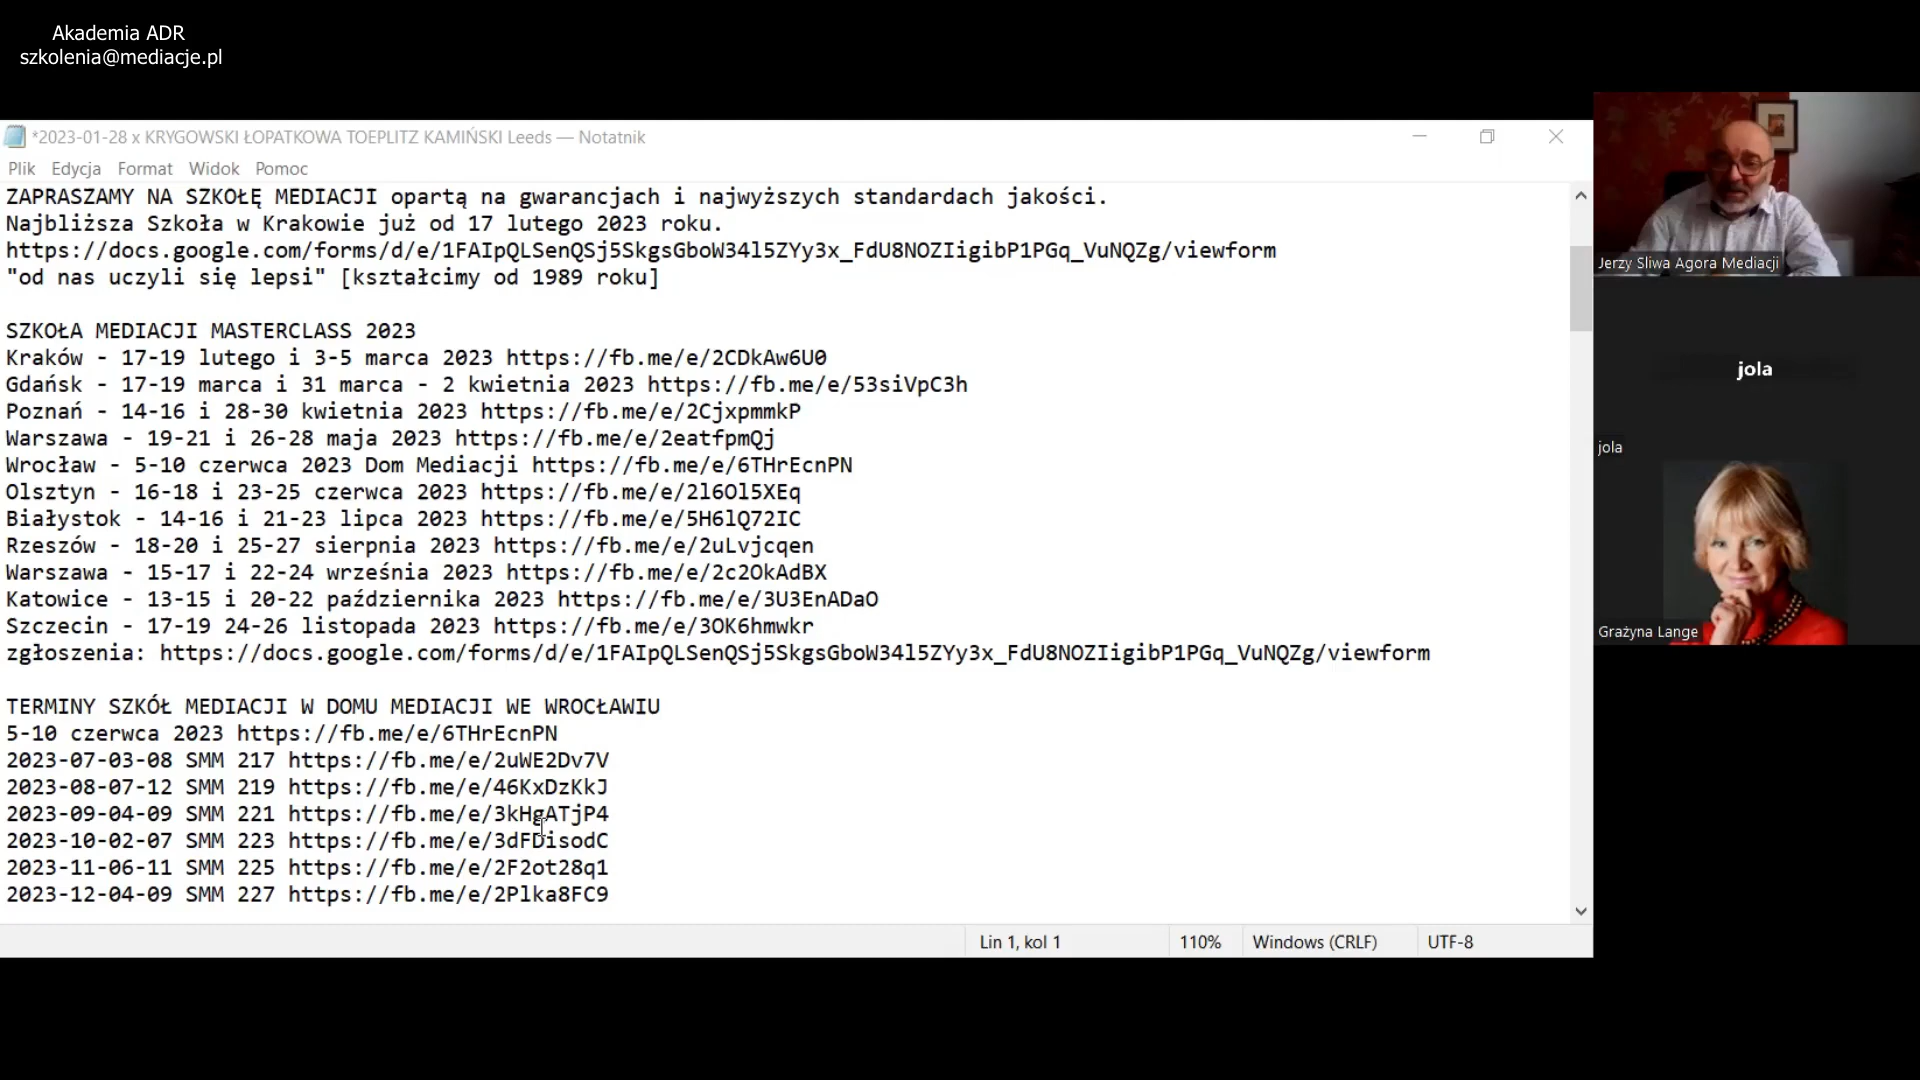 Akademia ADR
szkolenia@mediacje.pl
*2023-01-28 x KRYGOWSKI ŁOPATKOWA TOEPLITZ KAMIŃSKI Leeds — Notatnik
Plik Edycja Format Widok Pomoc
ZAPRASZAMY NA SZKOŁĘ MEDIACJI opartą na gwarancjach i najwyższych standardach jakości.
Najbliższa Szkoła w Krakowie już od 17 lutego 2023 roku.
https://docs.google.com/forms/d/e/1FAIpQLSenQSj5SkgsGboW34l5ZYy3x_FdU8NOZIigibP1PGq_VuNQZg/viewform
"od nas uczyli się lepsi" [kształcimy od 1989 roku]
SZKOŁA MEDIACJI MASTERCLASS 2023
Kraków - 17-19 lutego i 3-5 marca 2023 https://fb.me/e/2CDkAw6U0
Gdańsk - 17-19 marca i 31 marca - 2 kwietnia 2023 https://fb.me/e/53siVpC3h
Poznań - 14-16 i 28-30 kwietnia 2023 https://fb.me/e/2CjxpmmkP
Warszawa - 19-21 i 26-28 maja 2023 https://fb.me/e/2eatfpmQj
Wrocław - 5-10 czerwca 2023 Dom Mediacji https://fb.me/e/6THrEcnPN
Olsztyn - 16-18 i 23-25 czerwca 2023 https://fb.me/e/2l6Ol5XEq
Białystok - 14-16 i 21-23 lipca 2023 https://fb.me/e/5H6lQ72IC
Rzeszów - 18-20 i 25-27 sierpnia 2023 https://fb.me/e/2uLvjcqen
Warszawa - 15-17 i 22-24 września 2023 https://fb.me/e/2c2OkAdBX
Katowice - 13-15 i 20-22 października 2023 https://fb.me/e/3U3EnADaO
Szczecin - 17-19 24-26 listopada 2023 https://fb.me/e/3OK6hmwkr
zgłoszenia: https://docs.google.com/forms/d/e/1FAIpQLSenQSj5SkgsGboW34l5ZYy3x_FdU8NOZIigibP1PGq_VuNQZg/viewform
TERMINY SZKÓŁ MEDIACJI W DOMU MEDIACJI WE WROCŁAWIU
5-10 czerwca 2023 https://fb.me/e/6THrEcnPN
2023-07-03-08 SMM 217 https://fb.me/e/2uWE2Dv7V
2023-08-07-12 SMM 219 https://fb.me/e/46KxDzKkJ
2023-09-04-09 SMM 221 https://fb.me/e/3kHgATjP4
2023-10-02-07 SMM 223 https://fb.me/e/3dFDisodC
2023-11-06-11 SMM 225 https://fb.me/e/2F2ot28q1
2023-12-04-09 SMM 227 https://fb.me/e/2Plka8FC9
Lin 1, kol 1 110% Windows (CRLF) UTF-8
Jerzy Sliwa Agora Mediacji
jola
jola
Grażyna Lange